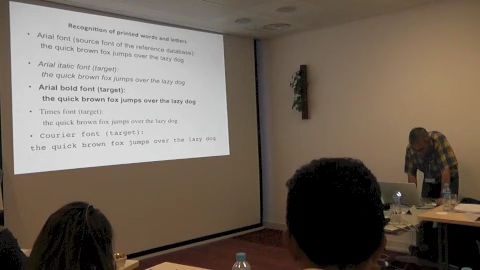 Recognition of printed words and letters
• Arial font (source font of the reference database):
the quick brown fox jumps over the lazy dog
• Arial italic font (target):
the quick brown fox jumps over the lazy dog
• Arial bold font (target):
the quick brown fox jumps over the lazy dog
• Times font (target):
the quick brown fox jumps over the lazy dog
• Courier font (target):
the quick brown fox jumps over the lazy dog